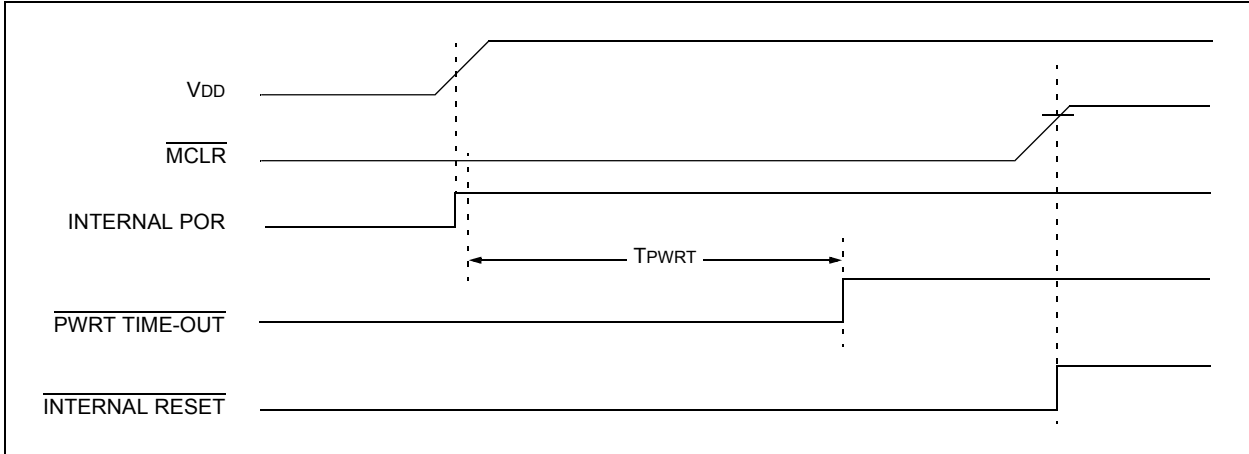 VDD
MCLR
INTERNAL POR
TPWRT
PWRT TIME-OUT
INTERNAL RESET